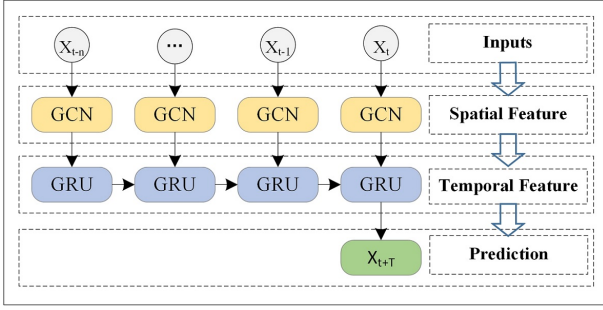 X_{t-n} ... X_{t-1} X_t Inputs
GCN GCN GCN GCN Spatial Feature
GRU GRU GRU GRU Temporal Feature
X_{t+T} Prediction